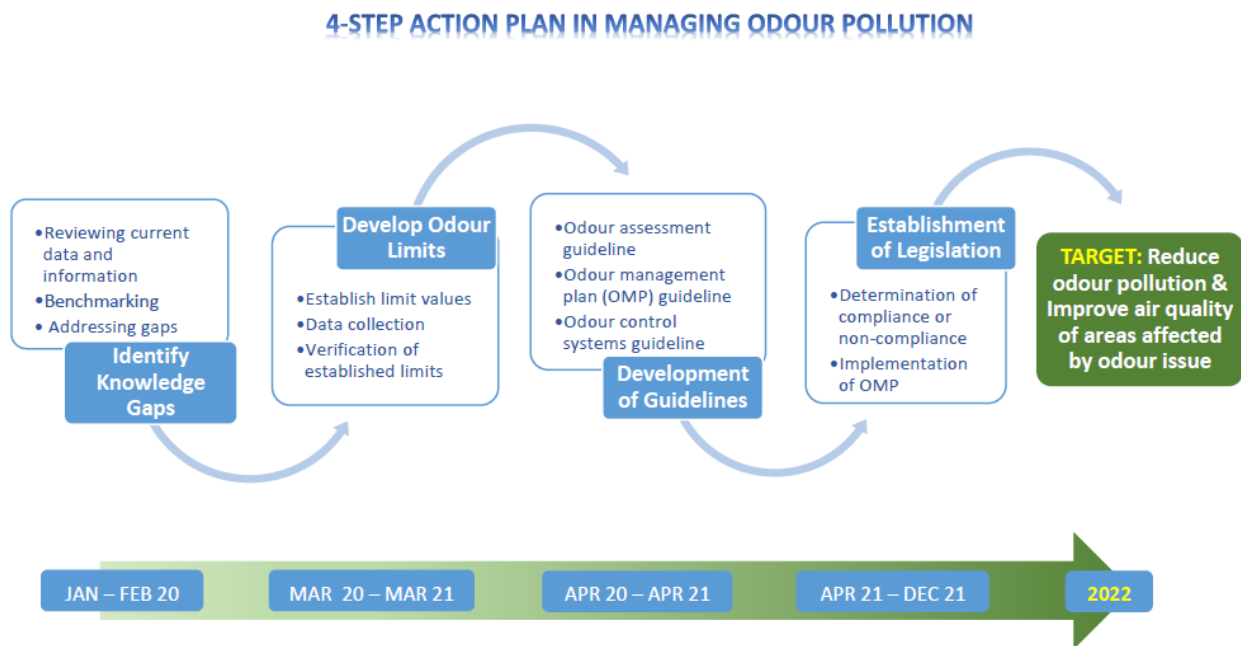 4-STEP ACTION PLAN IN MANAGING ODOUR POLLUTION
•Reviewing current
data and
information
•Benchmarking
• Addressing gaps
Identify
Knowledge
Gaps
Develop Odour
Limits
•Establish limit values
•Data collection
•Verification of
established limits
•Odour assessment
guideline
•Odour management
plan (OMP) guideline
•Odour control
systems guideline
Development
of Guidelines
Establishment
of Legislation
•Determination of
compliance or
non-compliance
•Implementation
of OMP
TARGET: Reduce
odour pollution &
Improve air quality
of areas affected
by odour issue
JAN – FEB 20
MAR 20 – MAR 21
APR 20 – APR 21
APR 21 – DEC 21
2022